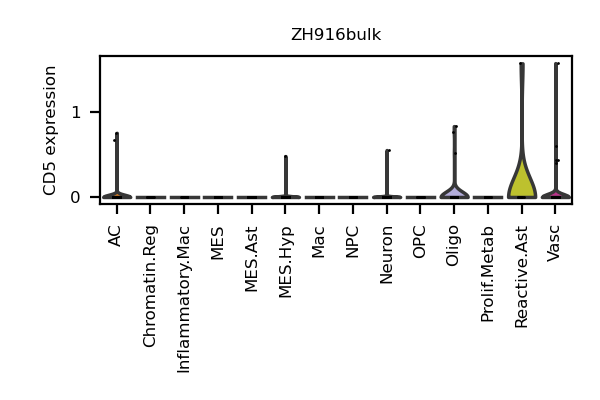 ZH916bulk
CD5 expression
1
0
AC
Chromatin.Reg
Inflammatory.Mac
MES
MES.Ast
MES.Hyp
Mac
NPC
Neuron
OPC
Oligo
Prolif.Metab
Reactive.Ast
Vasc